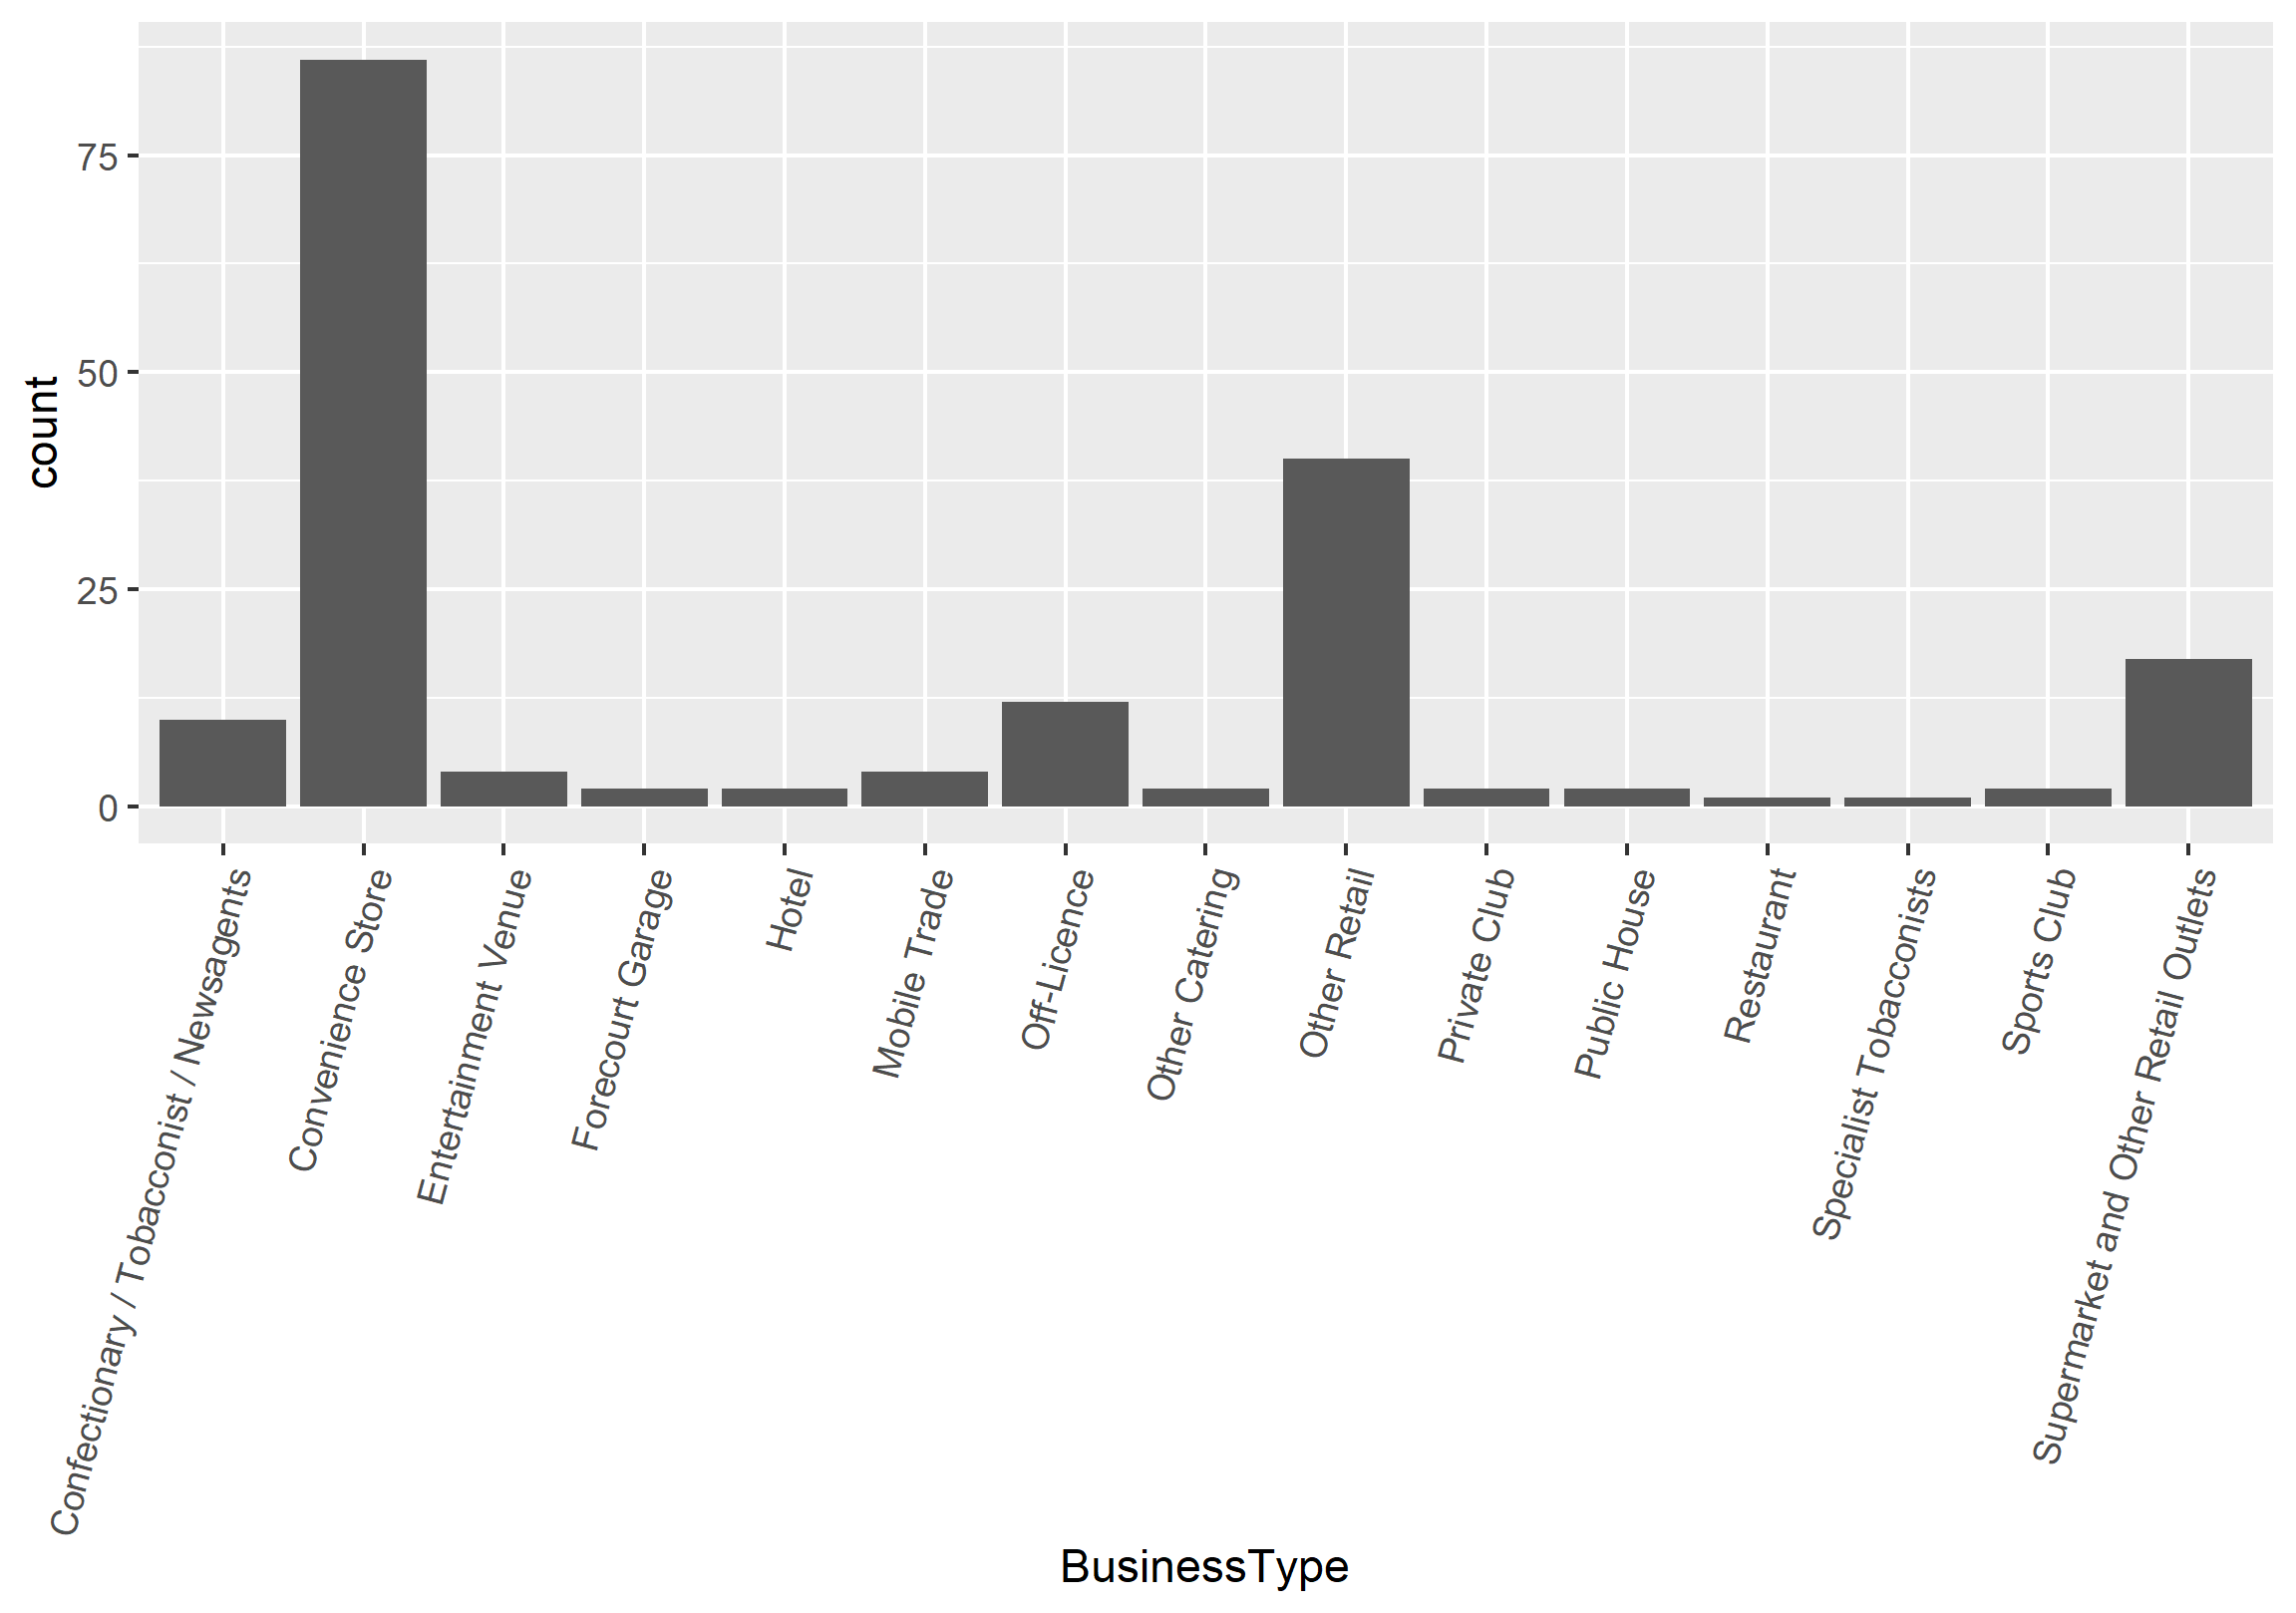 count
75
50
25
0
Confectionary / Tobacconist / Newsagents
Convenience Store
Entertainment Venue
Forecourt Garage
Hotel
Mobile Trade
Off-Licence
Other Catering
Other Retail
Private Club
Public House
Restaurant
Specialist Tobacconists
Sports Club
Supermarket and Other Retail Outlets
BusinessType